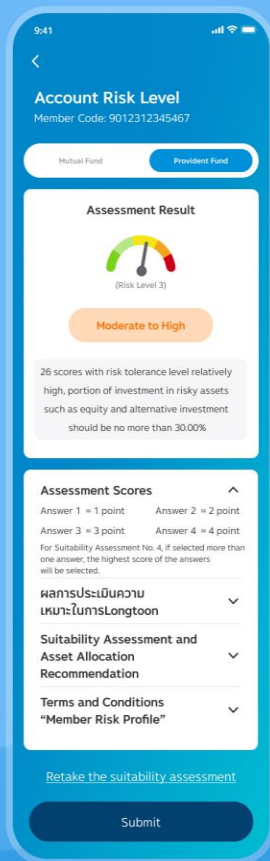 9:41
Account Risk Level
Member Code: 9012312345467
Mutual Fund
Provident Fund
Assessment Result
(Risk Level 3)
Moderate to High
26 scores with risk tolerance level relatively
high, portion of investment in risky assets
such as equity and alternative investment
should be no more than 30.00%
Assessment Scores
Answer 1 = 1 point Answer 2 = 2 point
Answer 3 = 3 point Answer 4 = 4 point
For Suitability Assessment No. 4, if selected more than
one answer, the highest score of the answers
will be selected.
ผลการประเมินความ
เหมาะในการLongtoon
Suitability Assessment and
Asset Allocation
Recommendation
Terms and Conditions
“Member Risk Profile”
Retake the suitability assessment
Submit